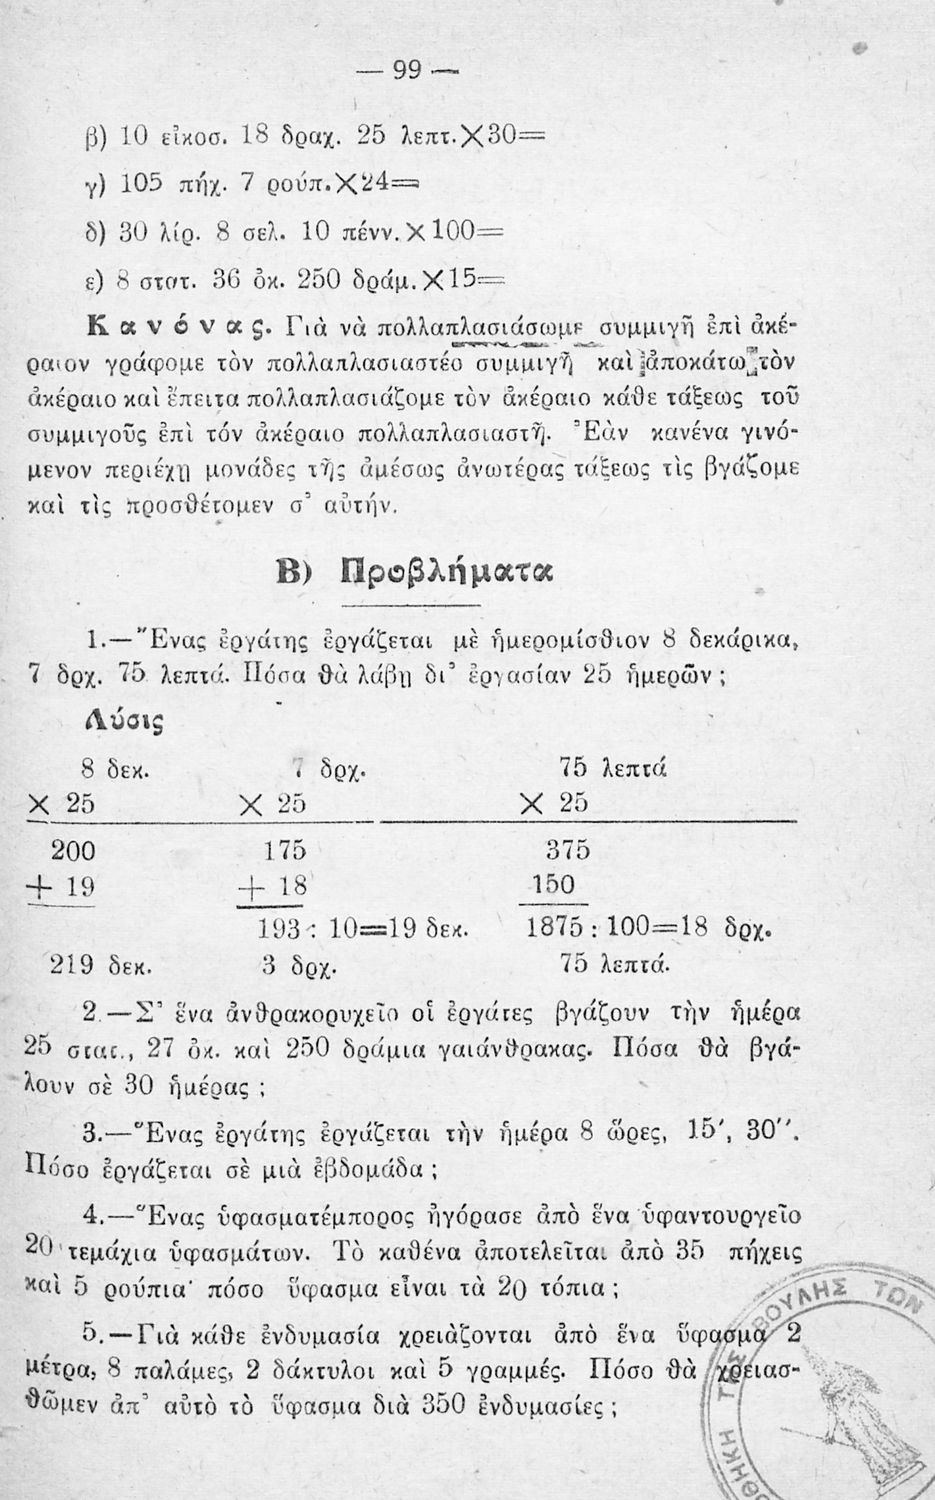 — 99 —
β) 10 εἰκοσ. 18 δραχ. 25 λεπτ.×30=
γ) 105 πήχ. 7 ρούπ.×24=
δ) 30 λίρ. 8 σελ. 10 πένν.×100=
ε) 8 στατ. 36 ὀκ. 250 δράμ.×15=
Κανόνας. Γιὰ νὰ πολλαπλασιάσωμε συμμιγῆ ἐπὶ ἀκέ-
ραιον γράφομε τὸν πολλαπλασιαστέο συμμιγῆ καὶ ἀποκάτω τὸν
ἀκέραιο καὶ ἔπειτα πολλαπλασιάζομε τὸν ἀκέραιο κάθε τάξεως τοῦ
συμμιγοῦς ἐπὶ τόν ἀκέραιο πολλαπλασιαστῆ. Ἐὰν κανένα γινό-
μενον περιέχῃ μονάδες τῆς ἀμέσως ἀνωτέρας τάξεως τὶς βγάζομε
καὶ τὶς προσθέτομεν σ' αὐτήν.
Β) Προβλήματα
1.—Ἕνας ἐργάτης ἐργάζεται μὲ ἡμερομίσθιον 8 δεκάρικα,
7 δρχ. 75 λεπτά. Πόσα θὰ λάβῃ δι' ἐργασίαν 25 ἡμερῶν;
Λύσις
8 δεκ. 7 δρχ. 75 λεπτά
× 25 × 25 × 25
200 175 375
+ 19 + 18 150
193 : 10=19 δεκ. 1875 : 100=18 δρχ.
219 δεκ. 3 δρχ. 75 λεπτά.
2.—Σ' ἕνα ἀνθρακορυχεῖο οἱ ἐργάτες βγάζουν τὴν ἡμέρα
25 στατ., 27 ὀκ. καὶ 250 δράμια γαιάνθρακας. Πόσα θὰ βγά-
λουν σὲ 30 ἡμέρας;
3.—Ἕνας ἐργάτης ἐργάζεται τὴν ἡμέρα 8 ὥρες, 15', 30''.
Πόσο ἐργάζεται σὲ μιὰ ἑβδομάδα;
4.—Ἕνας ὑφασματέμπορος ἠγόρασε ἀπὸ ἕνα ὑφαντουργεῖο
20 τεμάχια ὑφασμάτων. Τὸ καθένα ἀποτελεῖται ἀπὸ 35 πήχεις
καὶ 5 ρούπια· πόσο ὕφασμα εἶναι τὰ 20 τόπια;
5.—Γιὰ κάθε ἐνδυμασία χρειάζονται ἀπὸ ἕνα ὕφασμα 2
μέτρα, 8 παλάμες, 2 δάκτυλοι καὶ 5 γραμμές. Πόσο θὰ χρειασ-
θῶμεν ἀπ' αὐτὸ τὸ ὕφασμα διὰ 350 ἐνδυμασίες;
ΤΗΣ ΒΟΥΛΗΣ ΤΩΝ